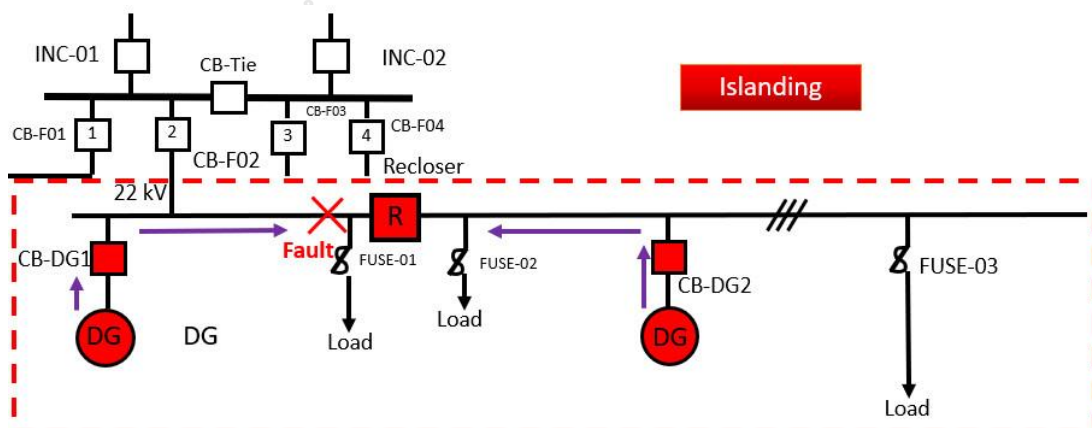 INC-01
CB-Tie
INC-02
Islanding
CB-F01
1
2
CB-F02
3
CB-F03
4
CB-F04
Recloser
22 kV
R
Fault
CB-DG1
FUSE-01
FUSE-02
CB-DG2
FUSE-03
DG
DG
Load
Load
DG
Load